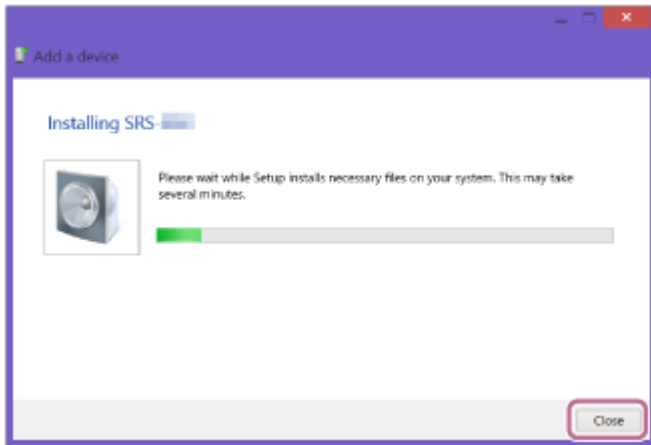 Add a device
Installing SRS-
Please wait while Setup installs necessary files on your system. This may take
several minutes.
Close